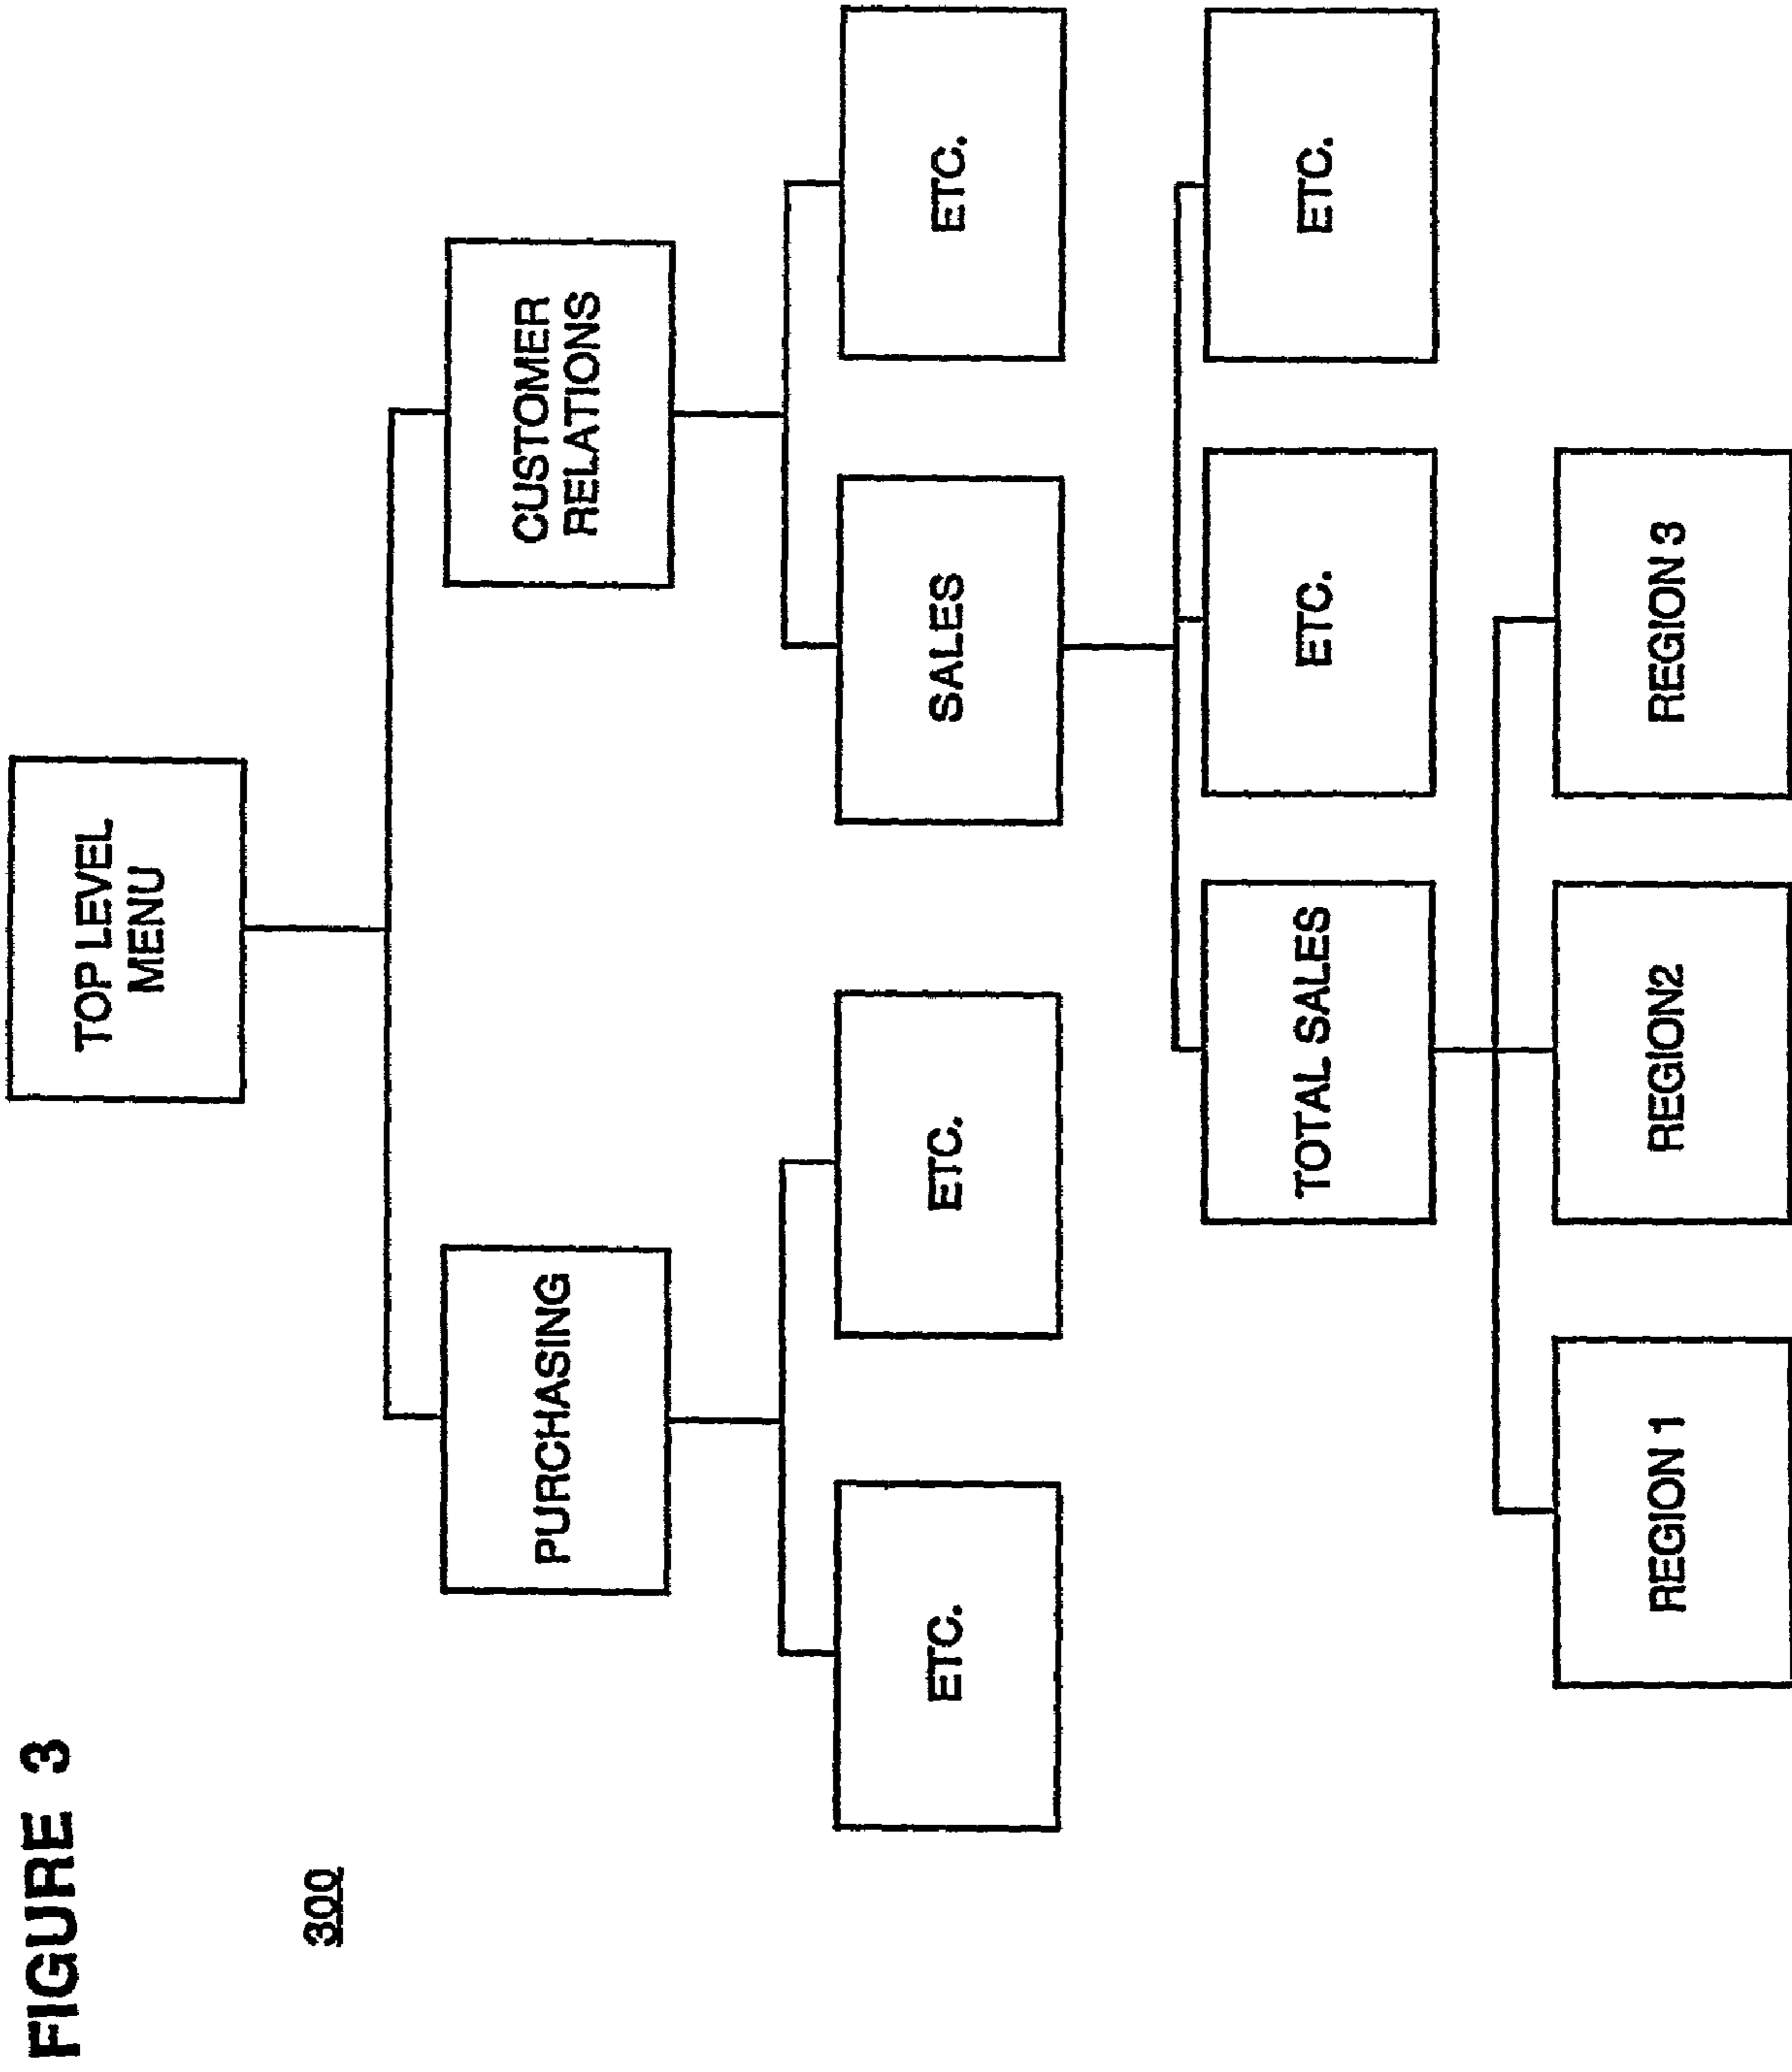 FIGURE 3
300
TOP LEVEL
MENU
PURCHASING
CUSTOMER
RELATIONS
ETC.
ETC.
SALES
ETC.
TOTAL SALES
ETC.
ETC.
REGION 1
REGION2
REGION 3